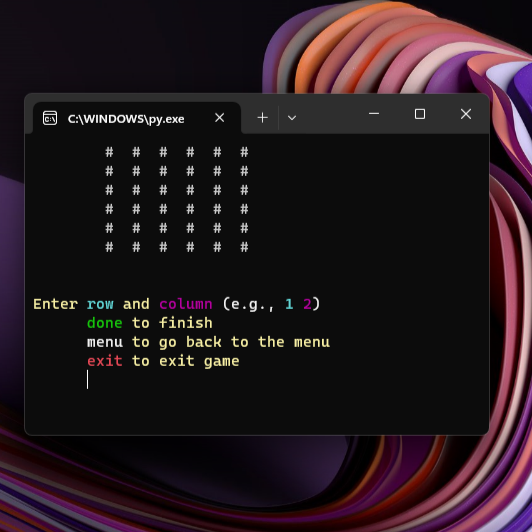 C:\WINDOWS\py.exe
# # # # # #
# # # # # #
# # # # # #
# # # # # #
# # # # # #
# # # # # #
Enter row and column (e.g., 1 2)
done to finish
menu to go back to the menu
exit to exit game